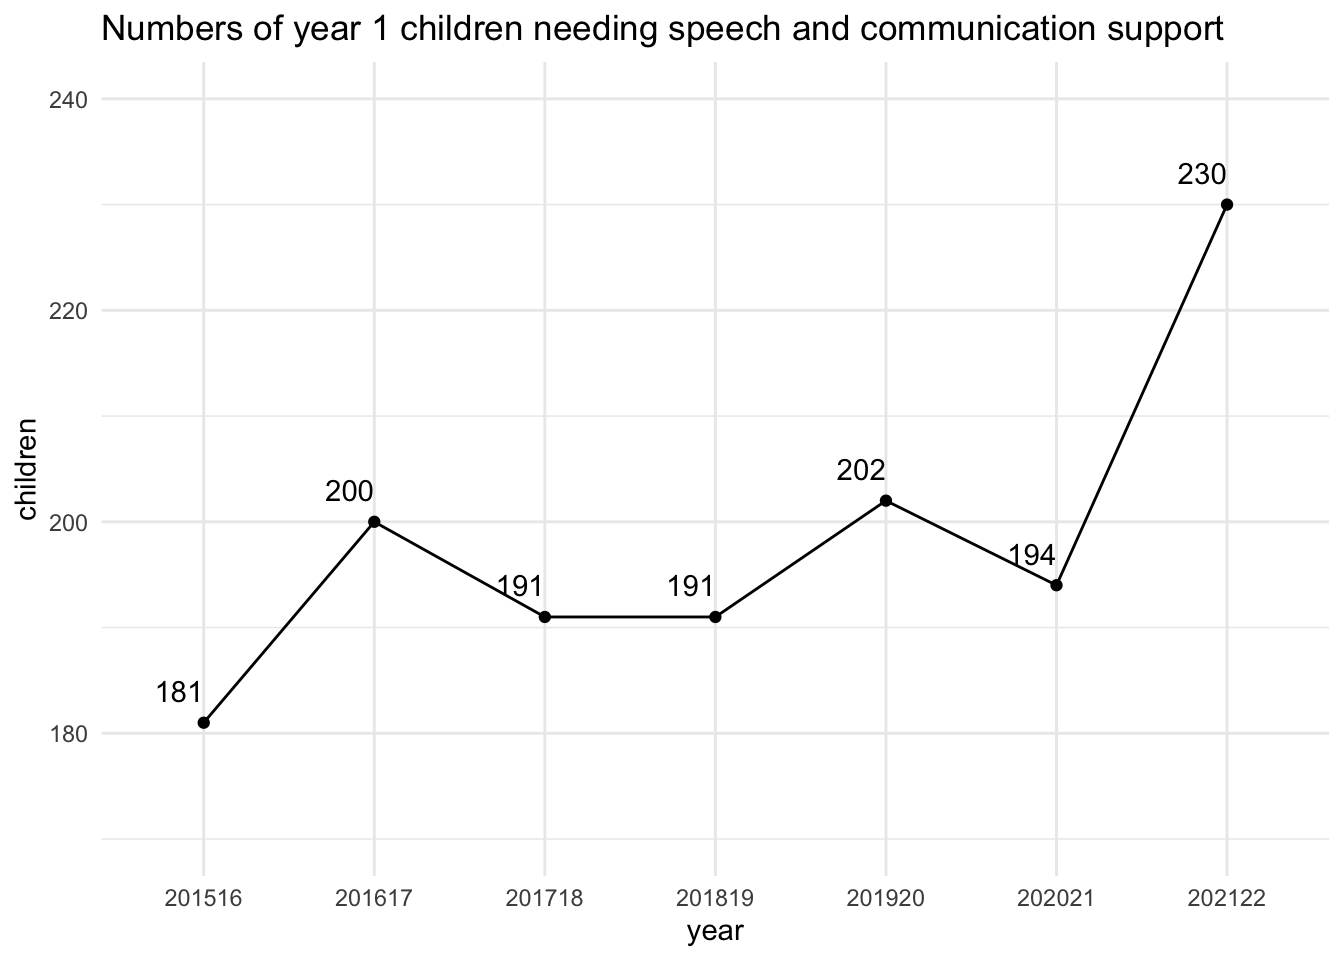 Numbers of year 1 children needing speech and communication support
240
230
220
202
200
200
194
191
191
181
180
children
201516 201617 201718 201819 201920 202021 202122
year